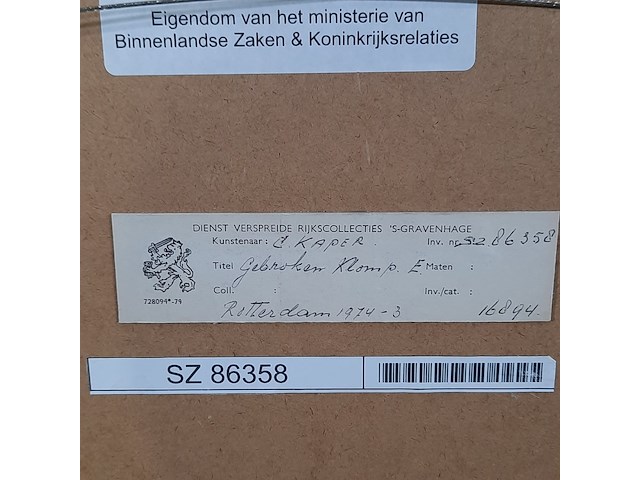 Eigendom van het ministerie van
Binnenlandse Zaken & Koninkrijksrelaties
DIENST VERSPREIDE RIJKSCOLLECTIES 'S-GRAVENHAGE
Kunstenaar : C. KAPER. Inv. nr. SZ 86358
Titel : Gebroken Klomp. E Maten :
Coll. : Inv./cat. :
728094*-79 Rotterdam 1974-3 16894.
SZ 86358